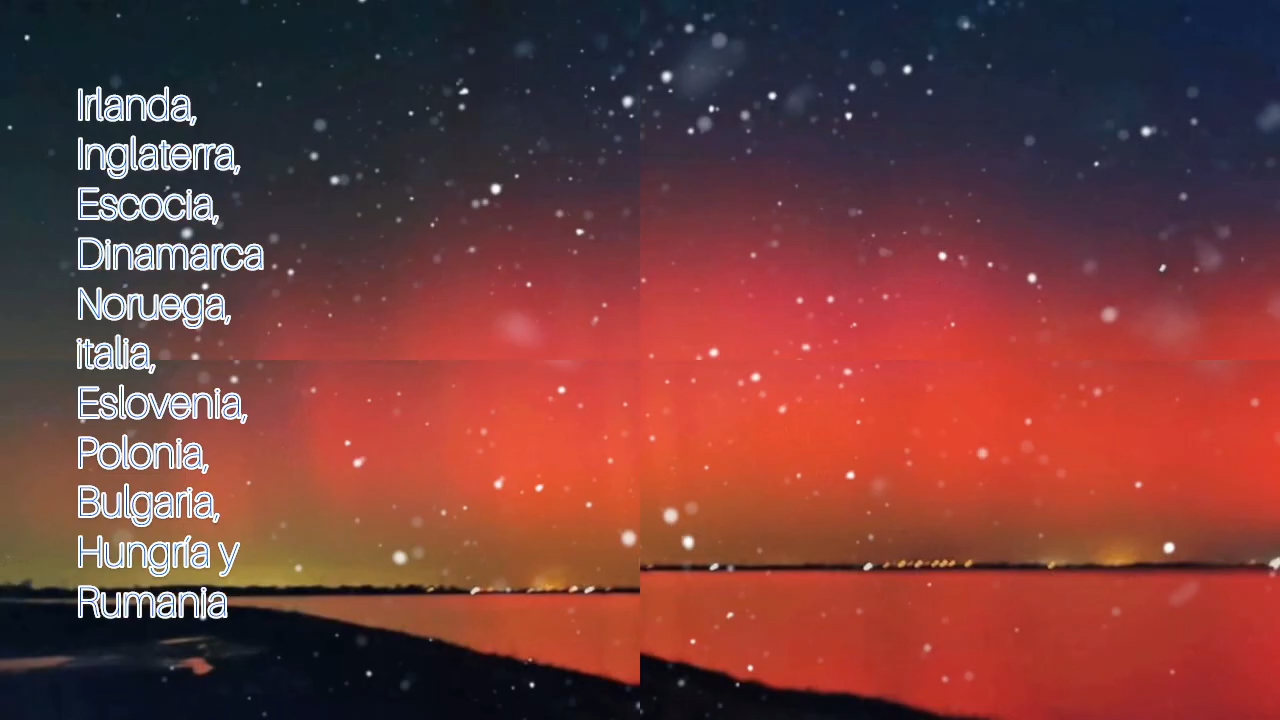 Irlanda,
Inglaterra,
Escocia,
Dinamarca
Noruega,
italia,
Eslovenia,
Polonia,
Bulgaria,
Hungría y
Rumania